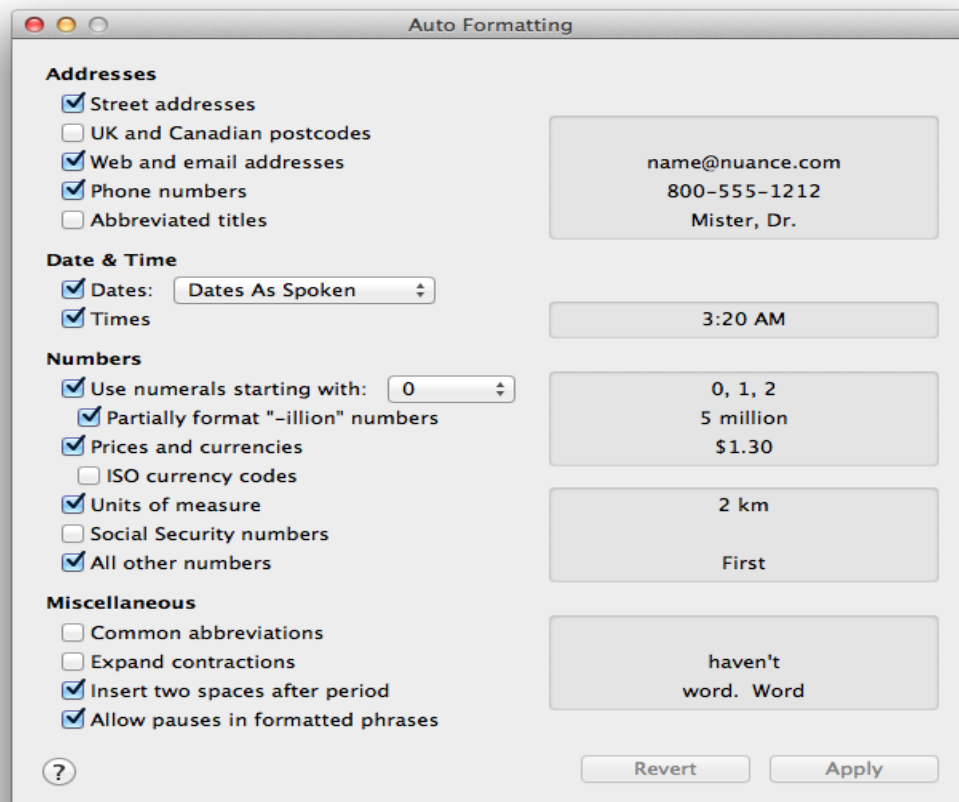 Auto Formatting
Addresses
Street addresses
UK and Canadian postcodes
Web and email addresses name@nuance.com
Phone numbers 800-555-1212
Abbreviated titles Mister, Dr.
Date & Time
Dates: Dates As Spoken
Times 3:20 AM
Numbers
Use numerals starting with: 0 0, 1, 2
Partially format "-illion" numbers 5 million
Prices and currencies $1.30
ISO currency codes
Units of measure 2 km
Social Security numbers
All other numbers First
Miscellaneous
Common abbreviations
Expand contractions haven't
Insert two spaces after period word.  Word
Allow pauses in formatted phrases
? Revert Apply